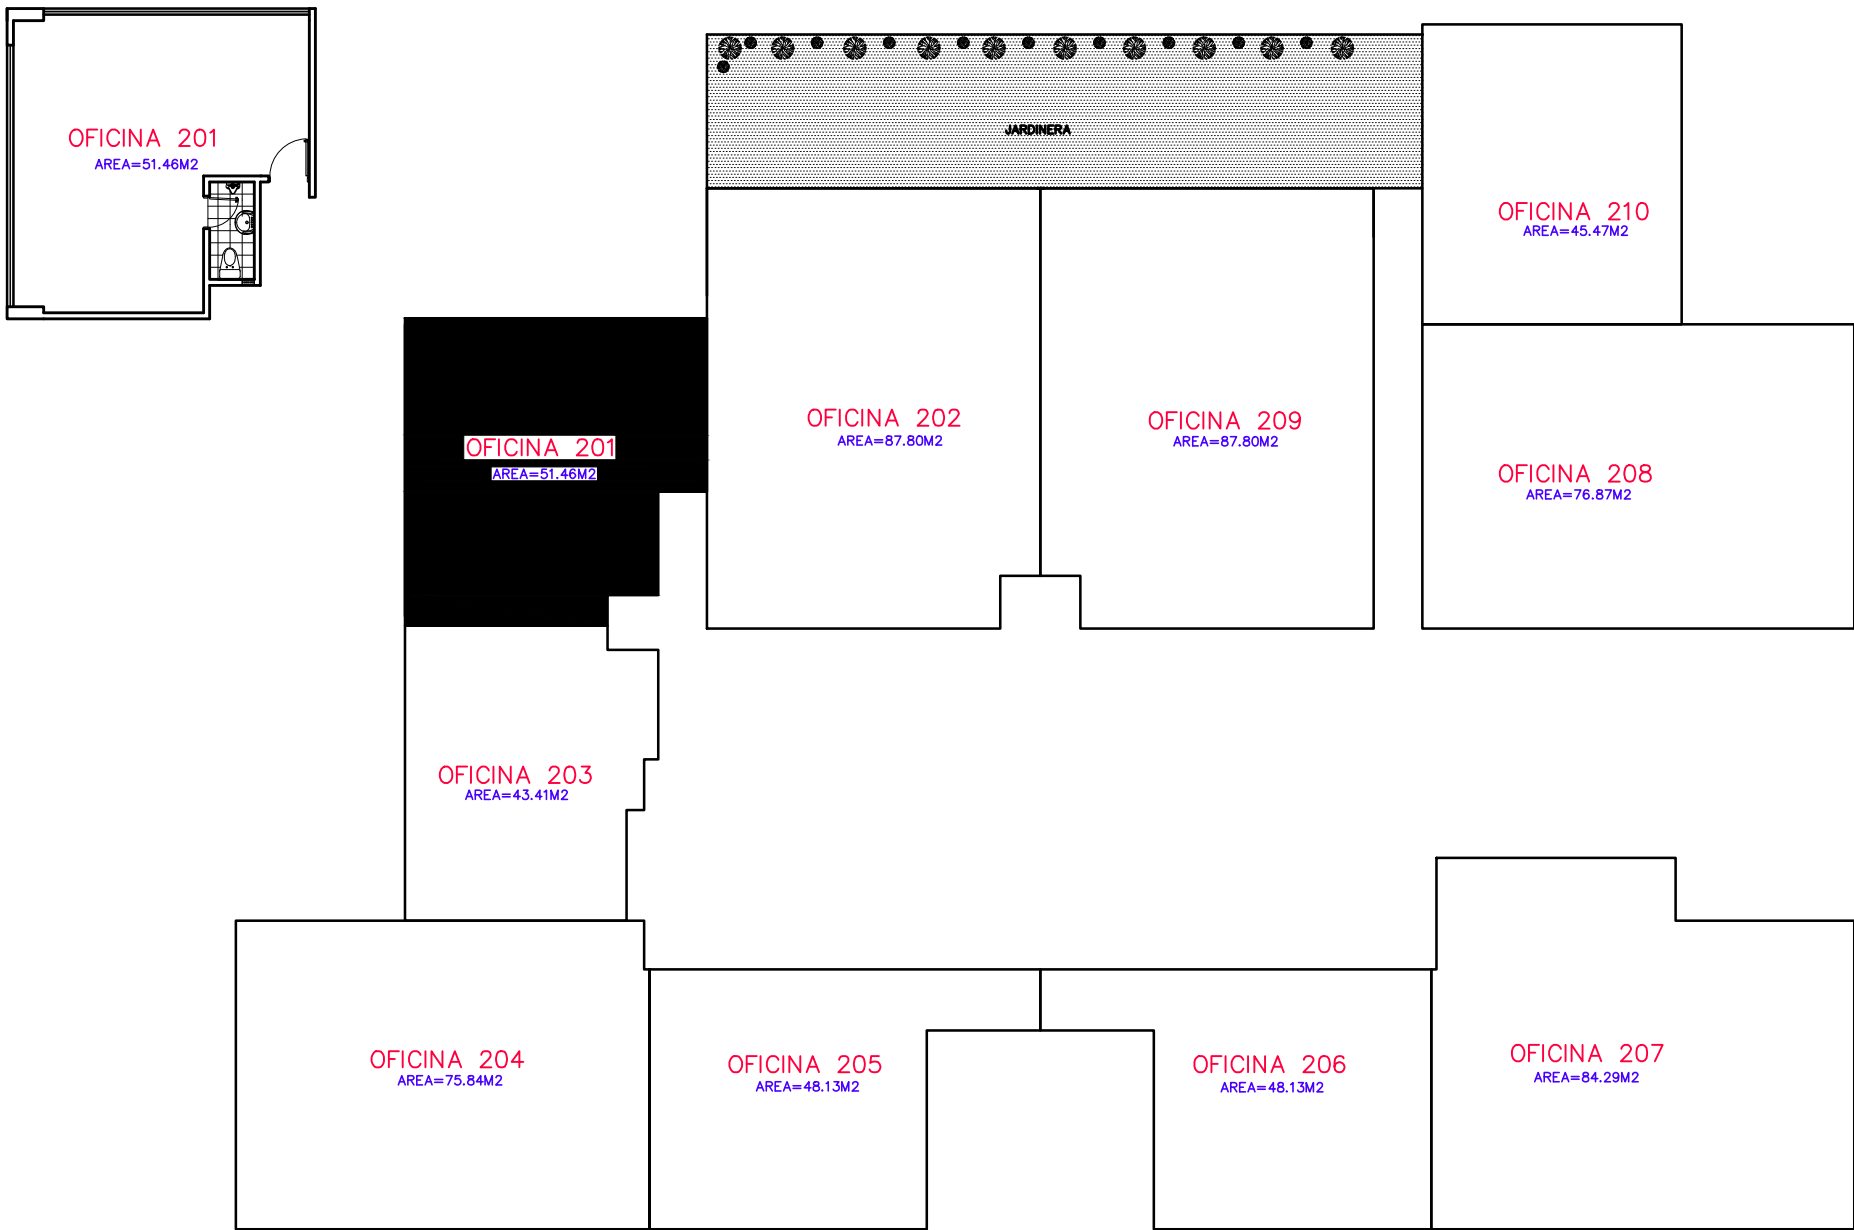 OFICINA 201
AREA=51.46M2
JARDINERA
OFICINA 210
AREA=45.47M2
OFICINA 202
AREA=87.80M2
OFICINA 209
AREA=87.80M2
OFICINA 201
AREA=51.46M2
OFICINA 208
AREA=76.87M2
OFICINA 203
AREA=43.41M2
OFICINA 204
AREA=75.84M2
OFICINA 205
AREA=48.13M2
OFICINA 206
AREA=48.13M2
OFICINA 207
AREA=84.29M2